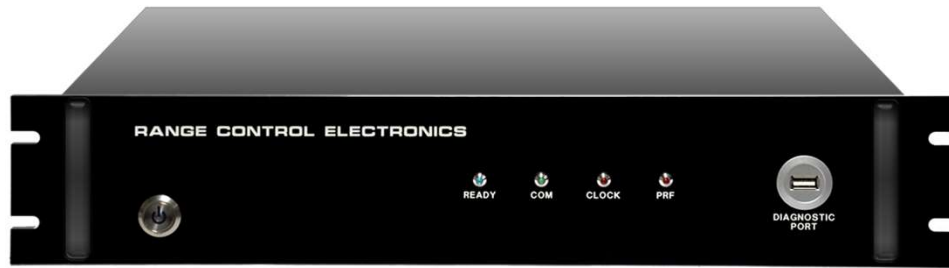 RANGE CONTROL ELECTRONICS
READY
COM
CLOCK
PRF
DIAGNOSTIC
PORT